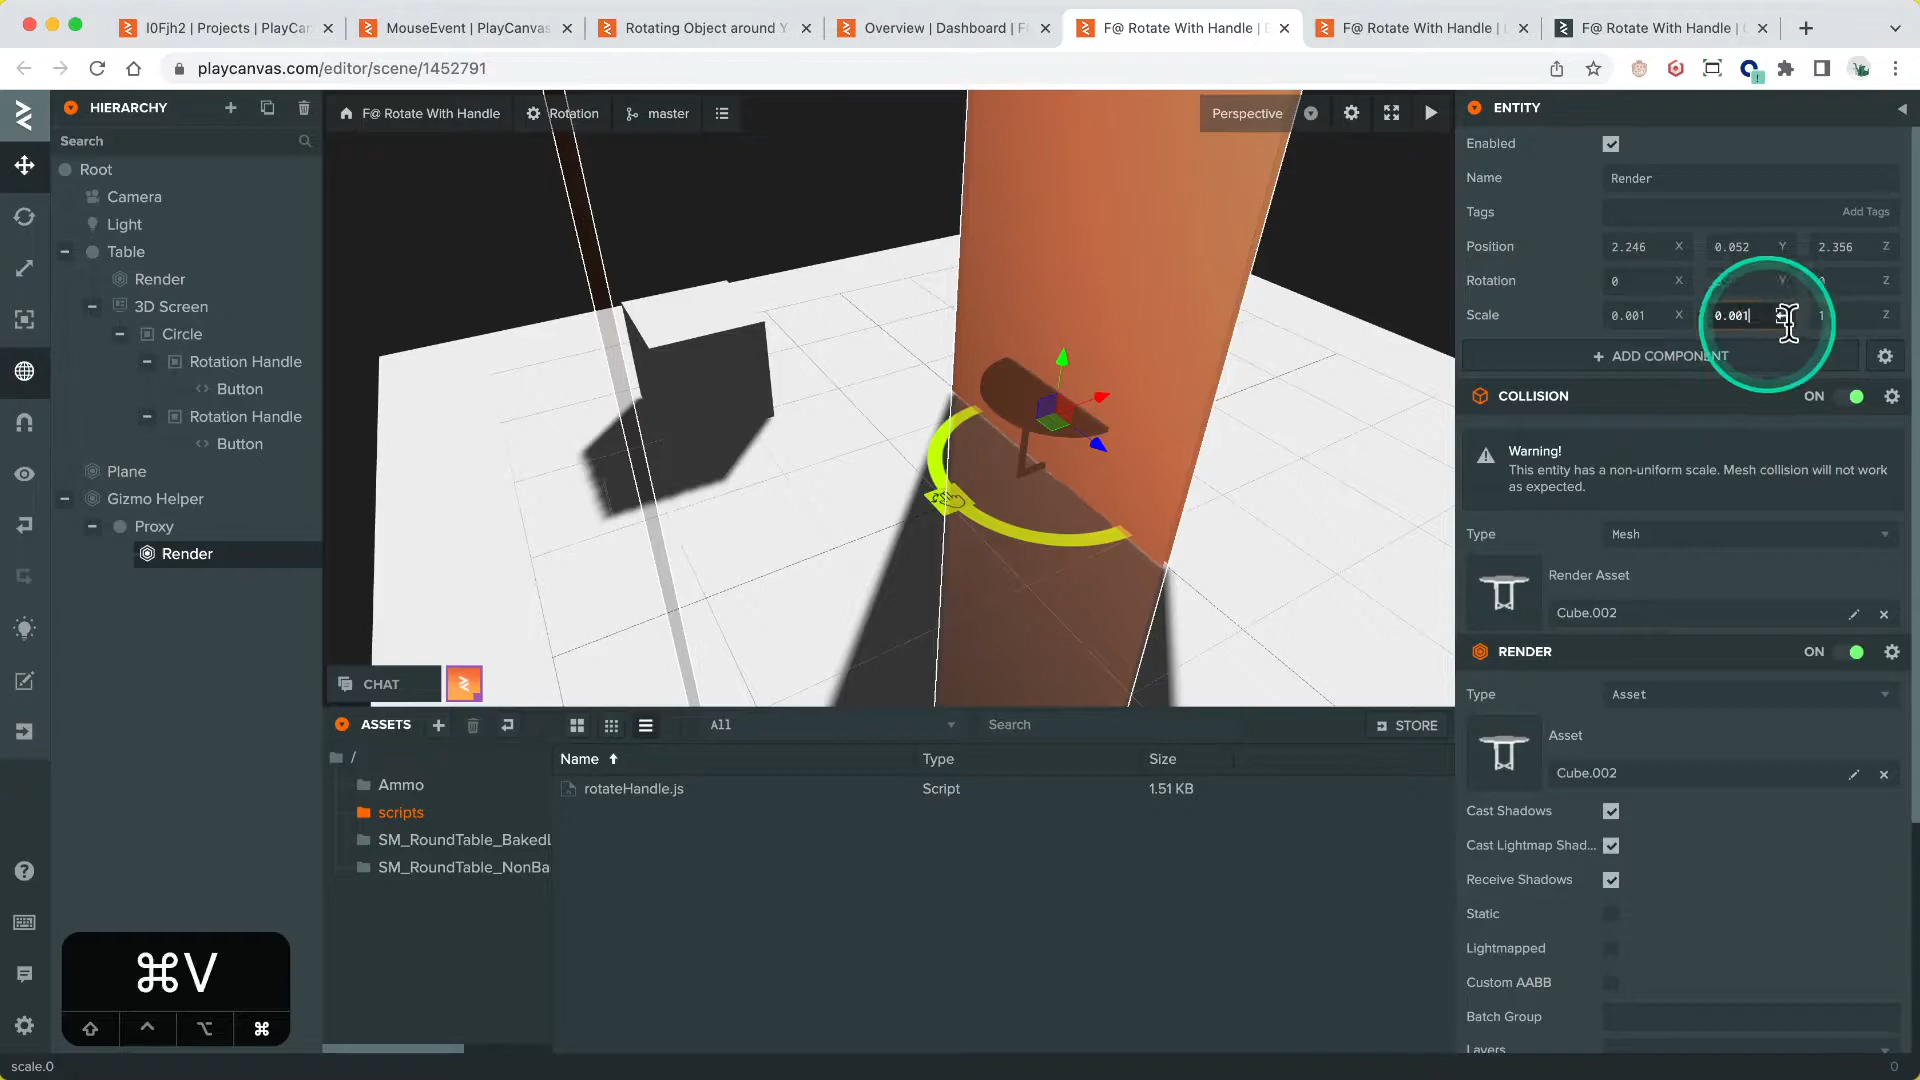 I0Fjh2 | Projects | PlayCan
MouseEvent | PlayCanvas
Rotating Object around Y
Overview | Dashboard | F
F@ Rotate With Handle |
F@ Rotate With Handle |
F@ Rotate With Handle |
playcanvas.com/editor/scene/1452791
HIERARCHY
Search
Root
Camera
Light
Table
Render
3D Screen
Circle
Rotation Handle
Button
Rotation Handle
Button
Plane
Gizmo Helper
Proxy
Render
F@ Rotate With Handle
Rotation
master
Perspective
CHAT
ENTITY
Enabled
Name Render
Tags Add Tags
Position 2.246 X 0.052 Y 2.356 Z
Rotation 0 X Y 0 Z
Scale 0.001 X 0.001 1 Z
+ ADD COMPONENT
COLLISION ON
Warning!
This entity has a non-uniform scale. Mesh collision will not work
as expected.
Type Mesh
Render Asset
Cube.002
RENDER ON
Type Asset
Asset
Cube.002
Cast Shadows
Cast Lightmap Shad...
Receive Shadows
Static
Lightmapped
Custom AABB
Batch Group
Layers
ASSETS
All
Search
STORE
/
Ammo
scripts
SM_RoundTable_BakedL
SM_RoundTable_NonBa
Name Type Size
rotateHandle.js Script 1.51 KB
⌘V
scale.0
0